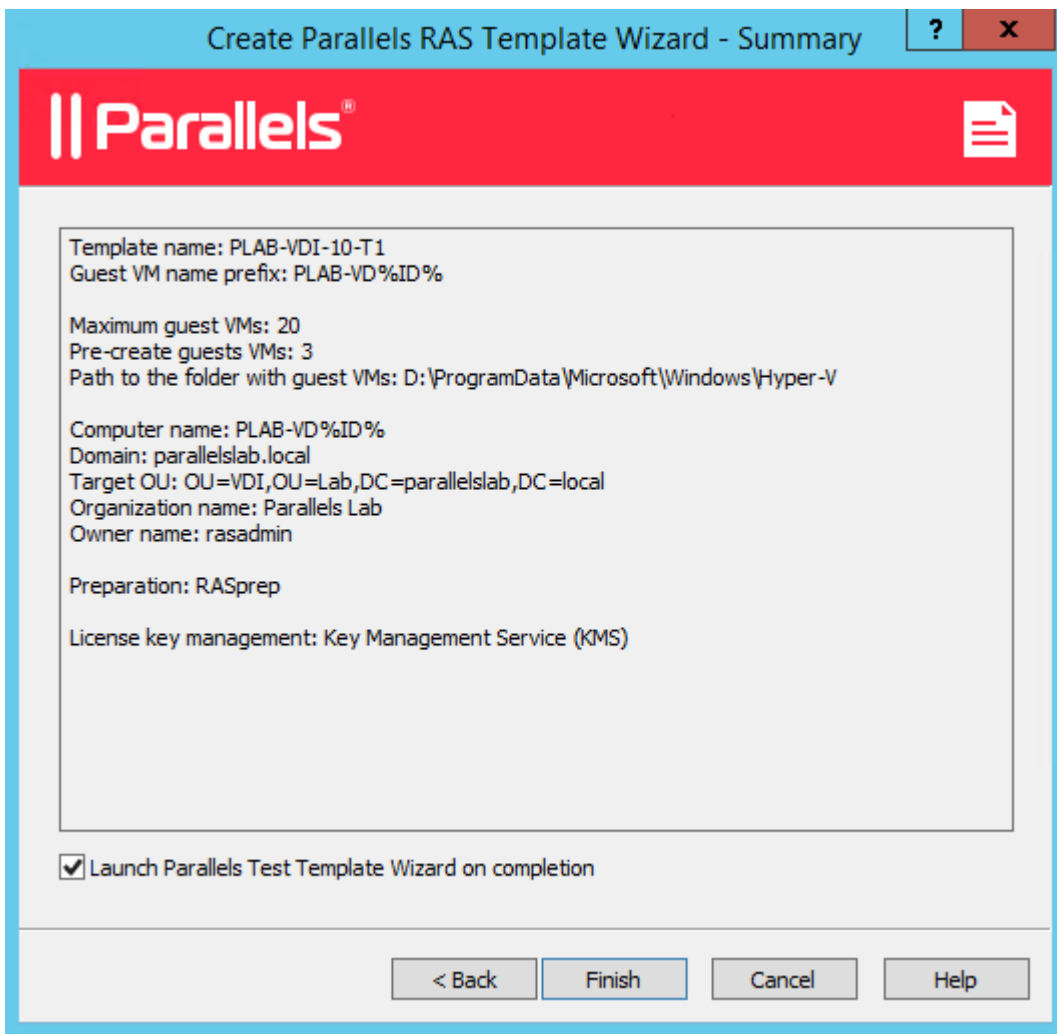 Create Parallels RAS Template Wizard - Summary
? x
|| Parallels®
Template name: PLAB-VDI-10-T1
Guest VM name prefix: PLAB-VD%ID%
Maximum guest VMs: 20
Pre-create guests VMs: 3
Path to the folder with guest VMs: D:\ProgramData\Microsoft\Windows\Hyper-V
Computer name: PLAB-VD%ID%
Domain: parallelslab.local
Target OU: OU=VDI,OU=Lab,DC=parallelslab,DC=local
Organization name: Parallels Lab
Owner name: rasadmin
Preparation: RASprep
License key management: Key Management Service (KMS)
Launch Parallels Test Template Wizard on completion
< Back Finish Cancel Help